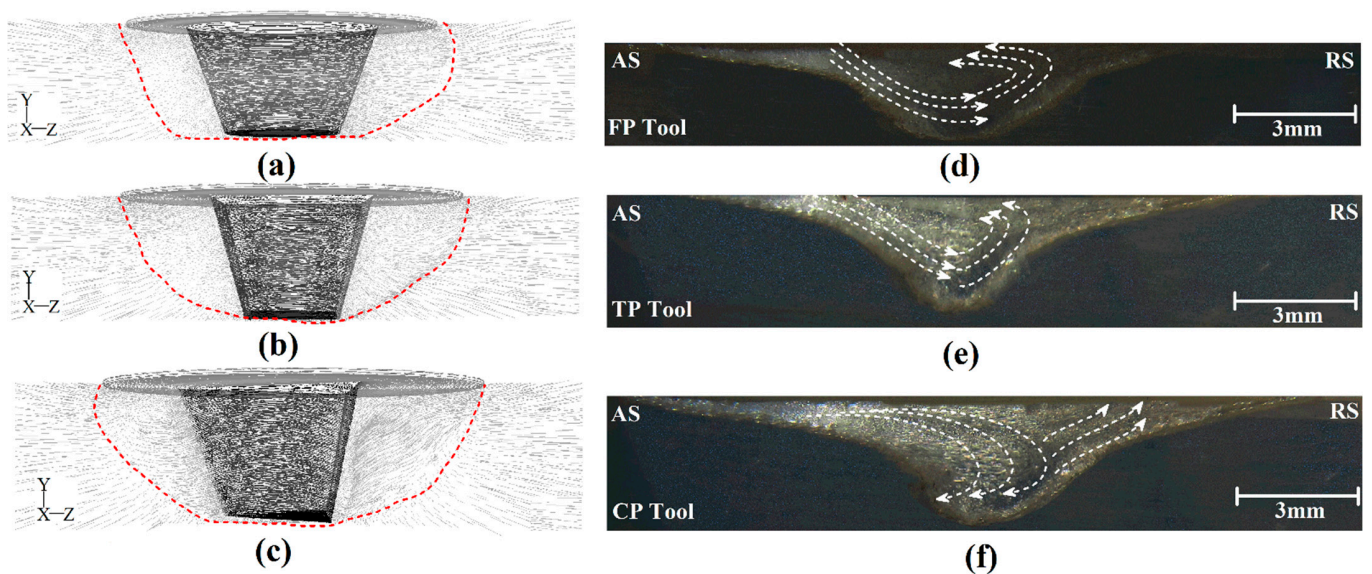 Y
X–Z
(a)
AS
RS
FP Tool
3mm
(d)
Y
X–Z
(b)
AS
RS
TP Tool
3mm
(e)
Y
X–Z
(c)
AS
RS
CP Tool
3mm
(f)